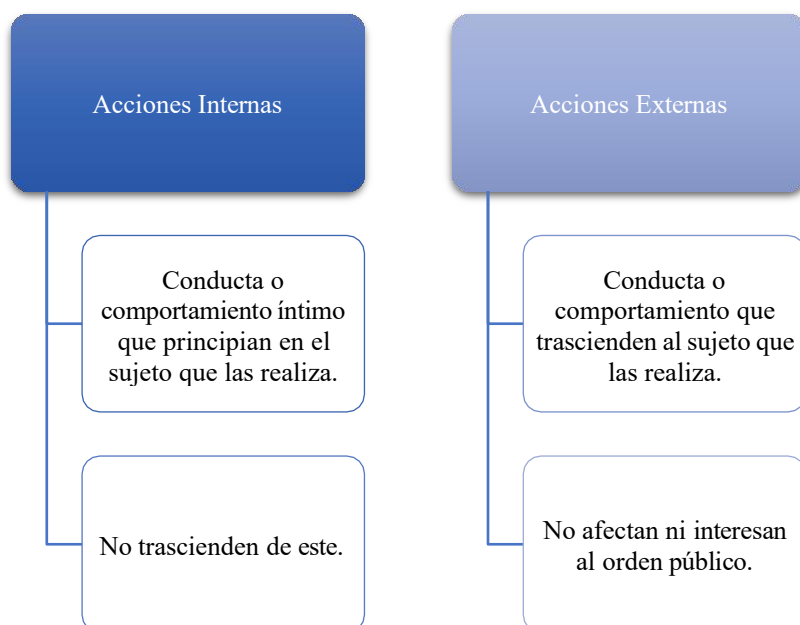 Acciones Internas
Conducta o
comportamiento íntimo
que principian en el
sujeto que las realiza.
No trascienden de este.
Acciones Externas
Conducta o
comportamiento que
trascienden al sujeto que
las realiza.
No afectan ni interesan
al orden público.